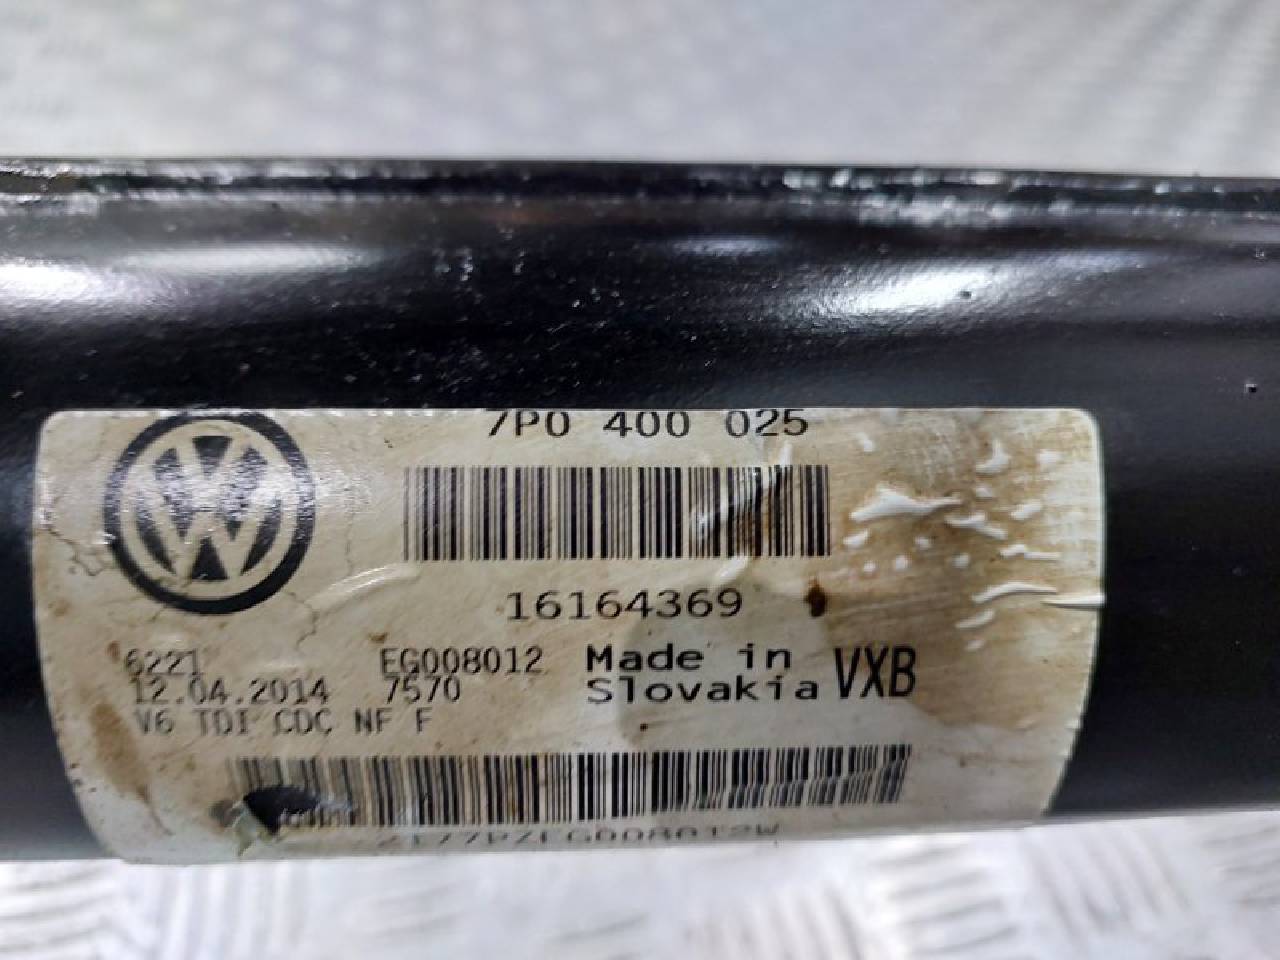 7P0 400 025
16164369
6221 EG008012 Made in VXB
12.04.2014 7570 Slovakia
V6 TDI CDC NF F